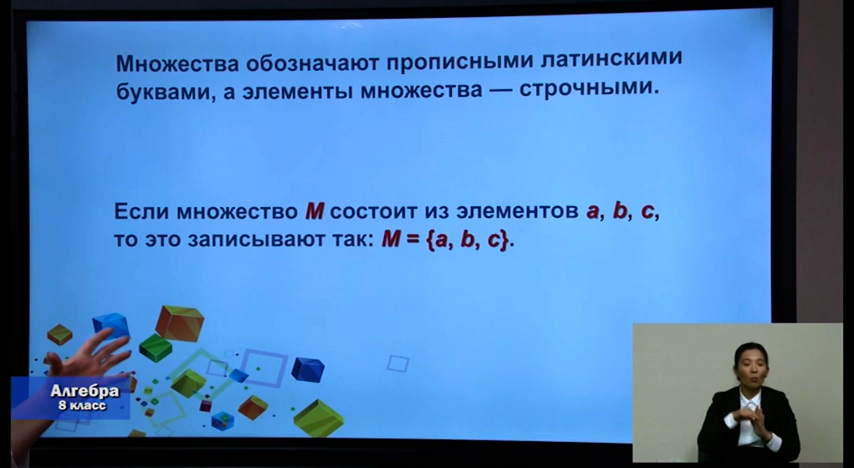 Множества обозначают прописными латинскими
буквами, а элементы множества — строчными.
Если множество M состоит из элементов a, b, c,
то это записывают так: M = {a, b, c}.
Алгебра
8 класс